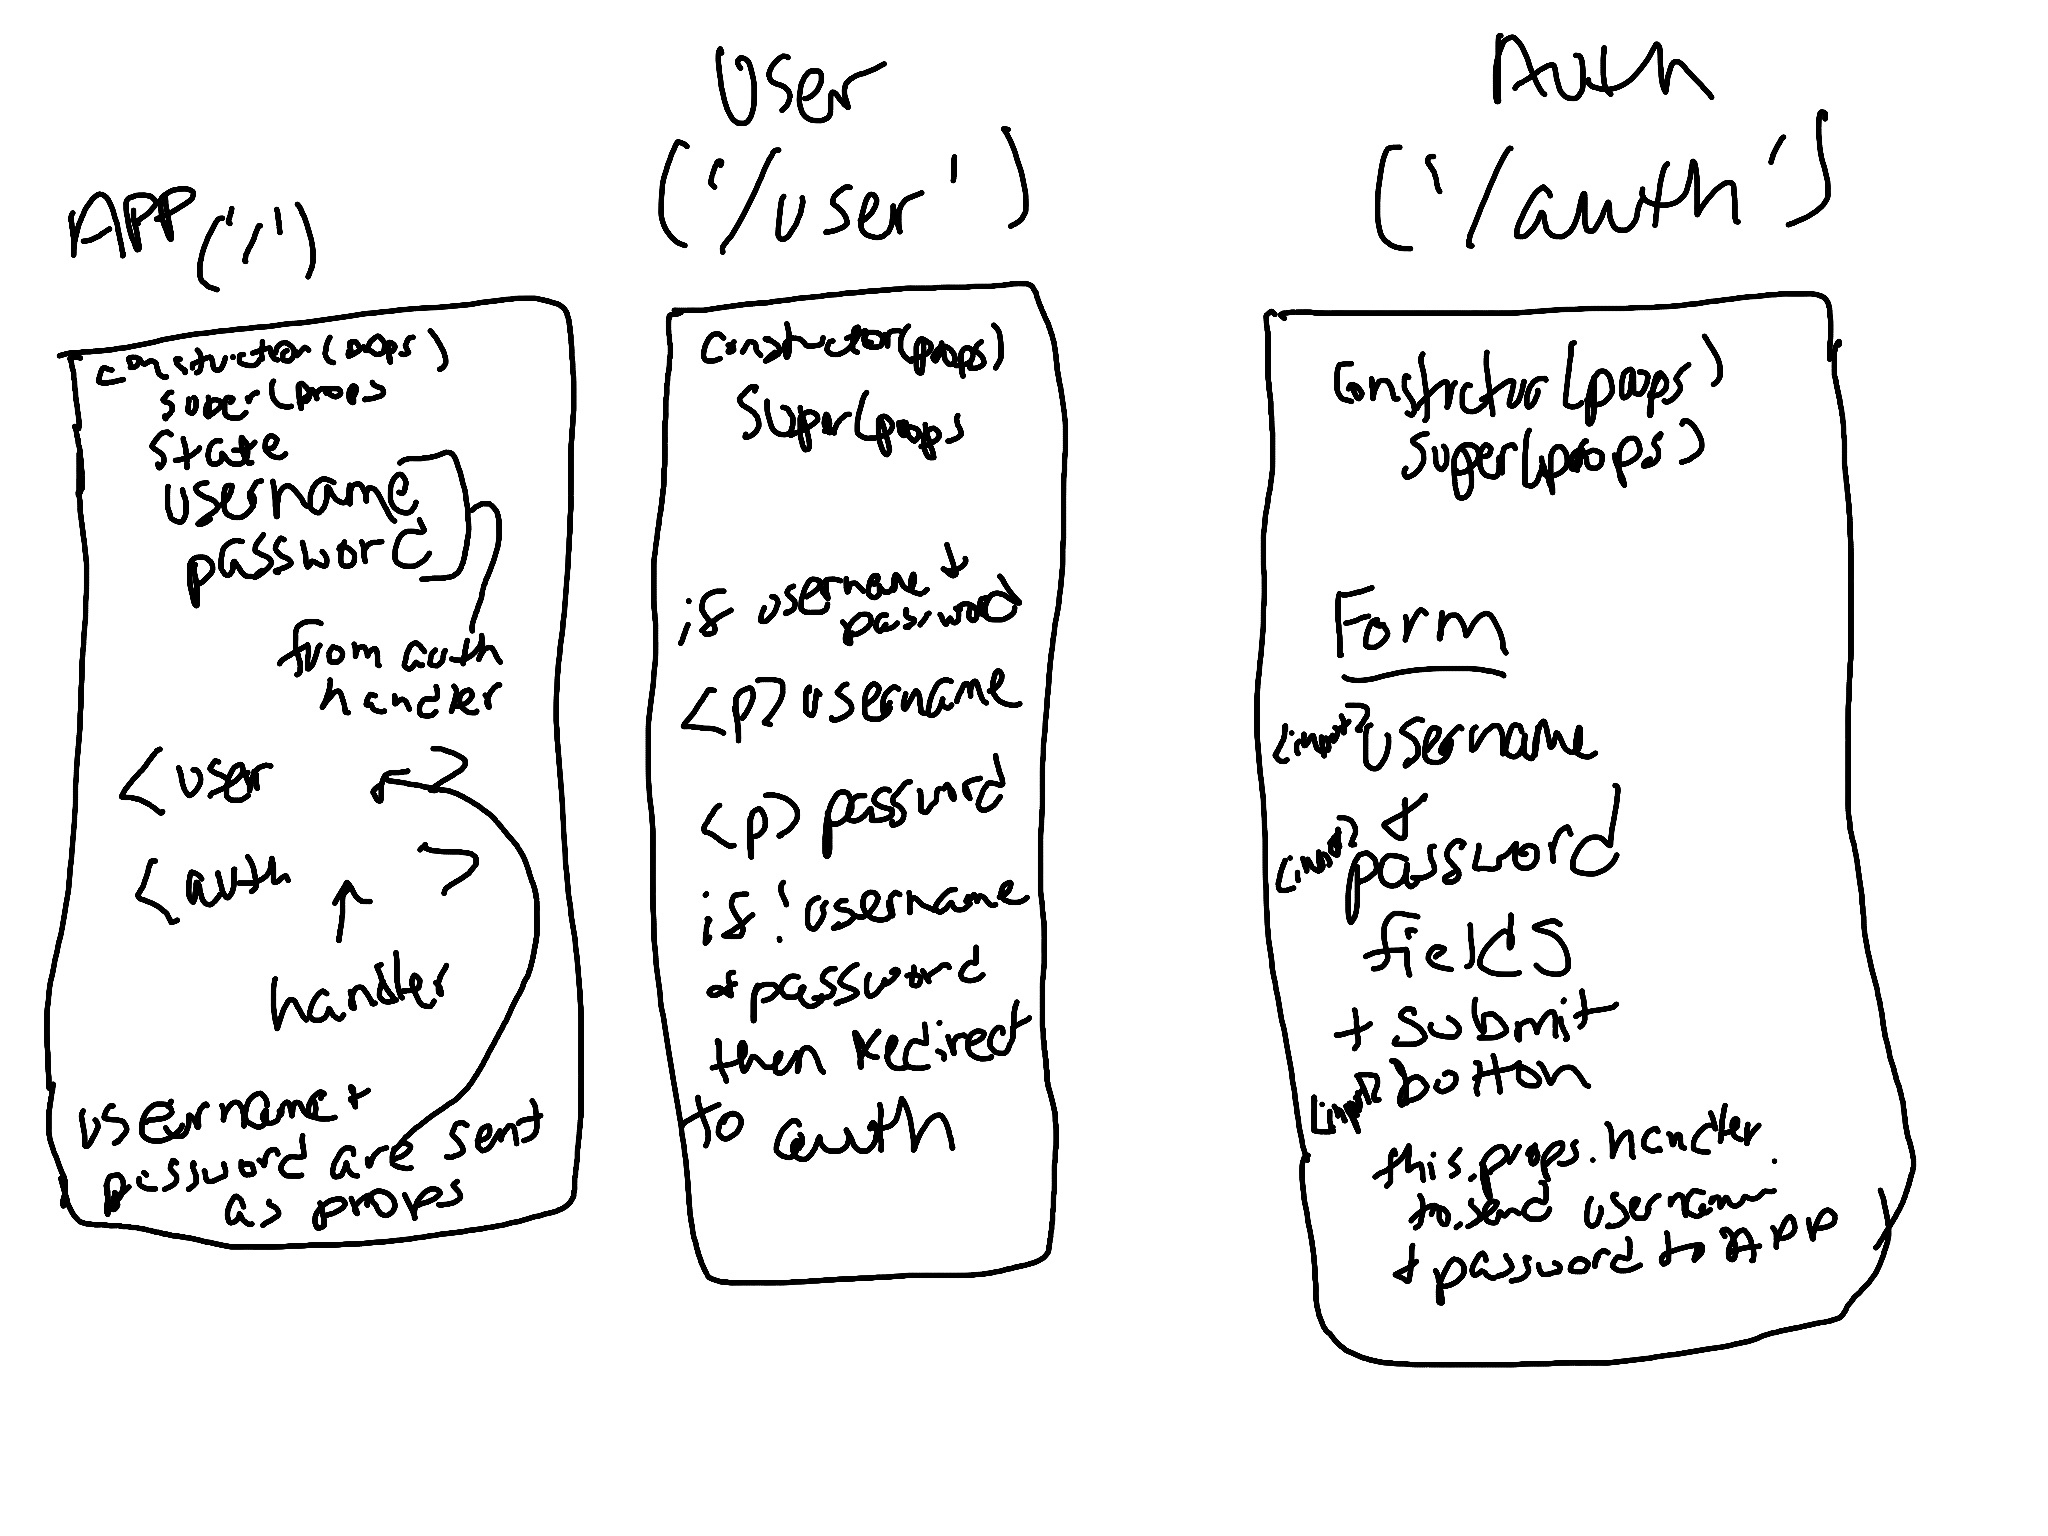 APP ('/')
construction(props)
super(props
state
username
password
from auth
handler
<user >
<auth >
handler
username +
password are sent
as props
User
('/user')
constructor(props)
super(props
if username +
password
<p> username
<p> password
if !username
or password
then redirect
to auth
Auth
('/auth')
constructor(props)
super(props)
Form
<input> username
+
<input> password
fields
+ submit
<input> button
this.props.handler
to send username
+ password to APP)